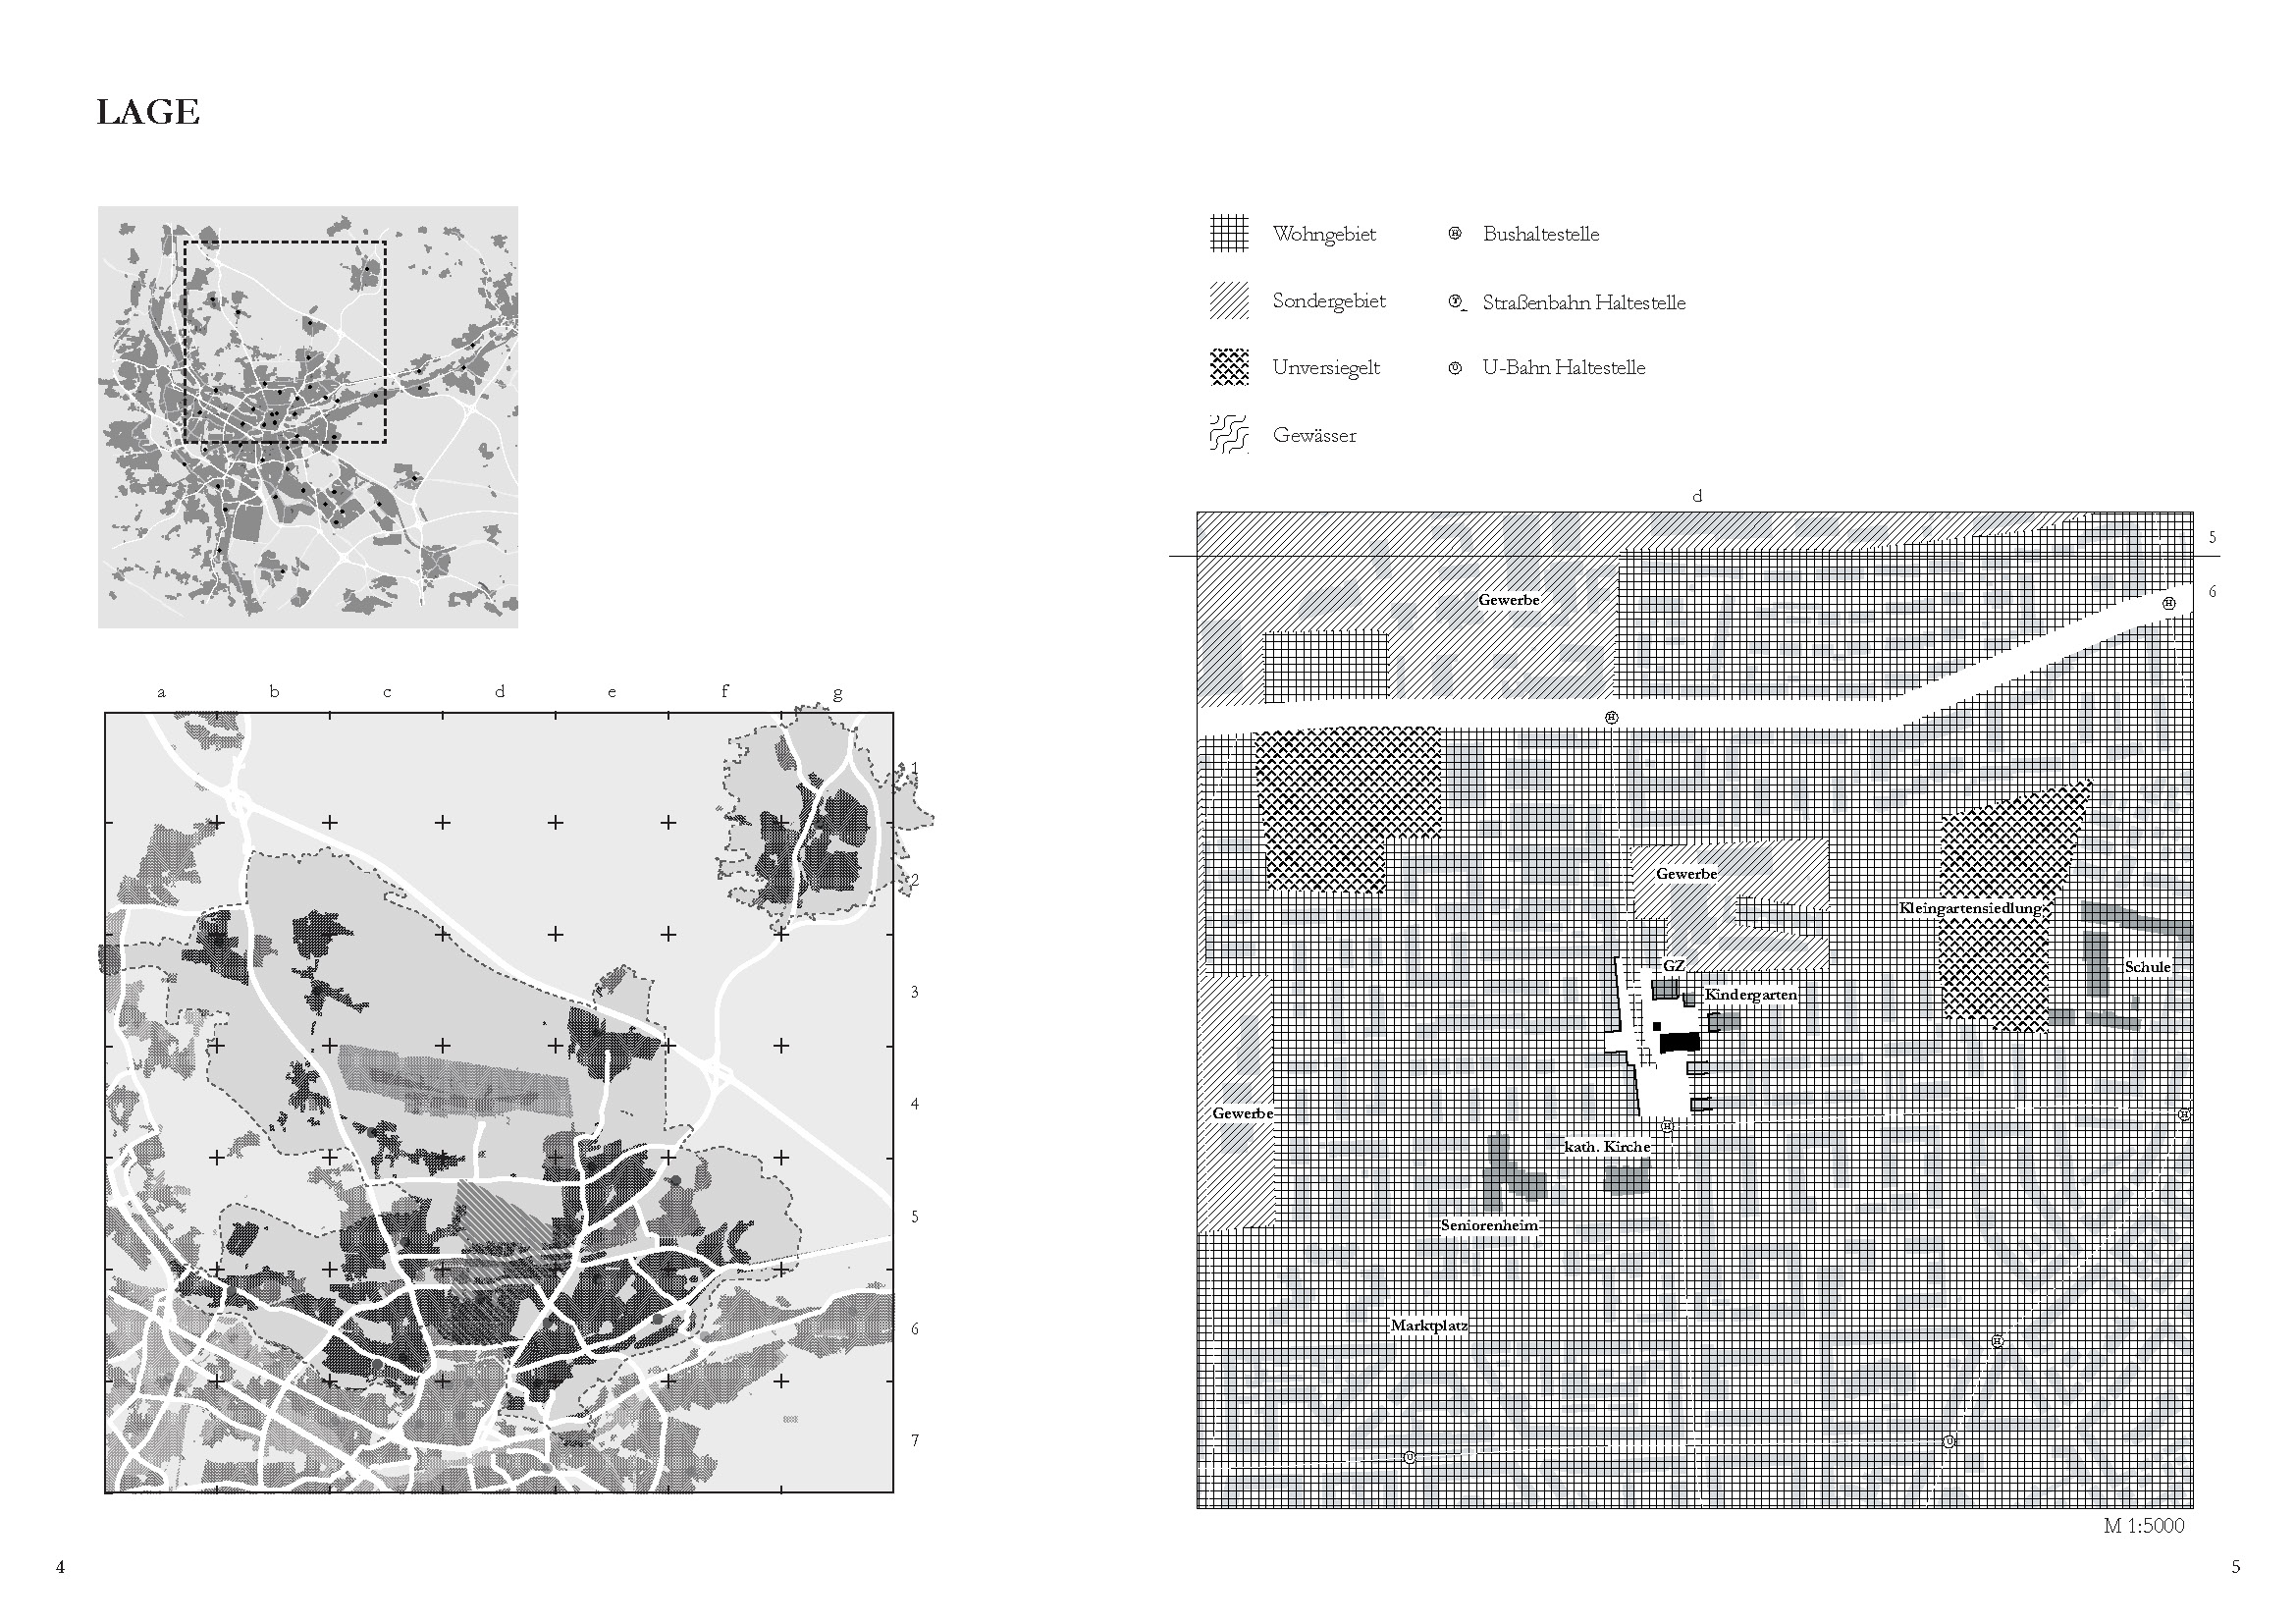 LAGE
a b c d e f g
1
2
3
4
5
6
7
4
Wohngebiet
H Bushaltestelle
Sondergebiet
T Straßenbahn Haltestelle
Unversiegelt
U U-Bahn Haltestelle
Gewässer
d
5
6
H
Gewerbe
H
Gewerbe
Kleingartensiedlung
GZ
Schule
Kindergarten
Gewerbe
H
H
kath. Kirche
Seniorenheim
Marktplatz
H
U
U
M 1:5000
5